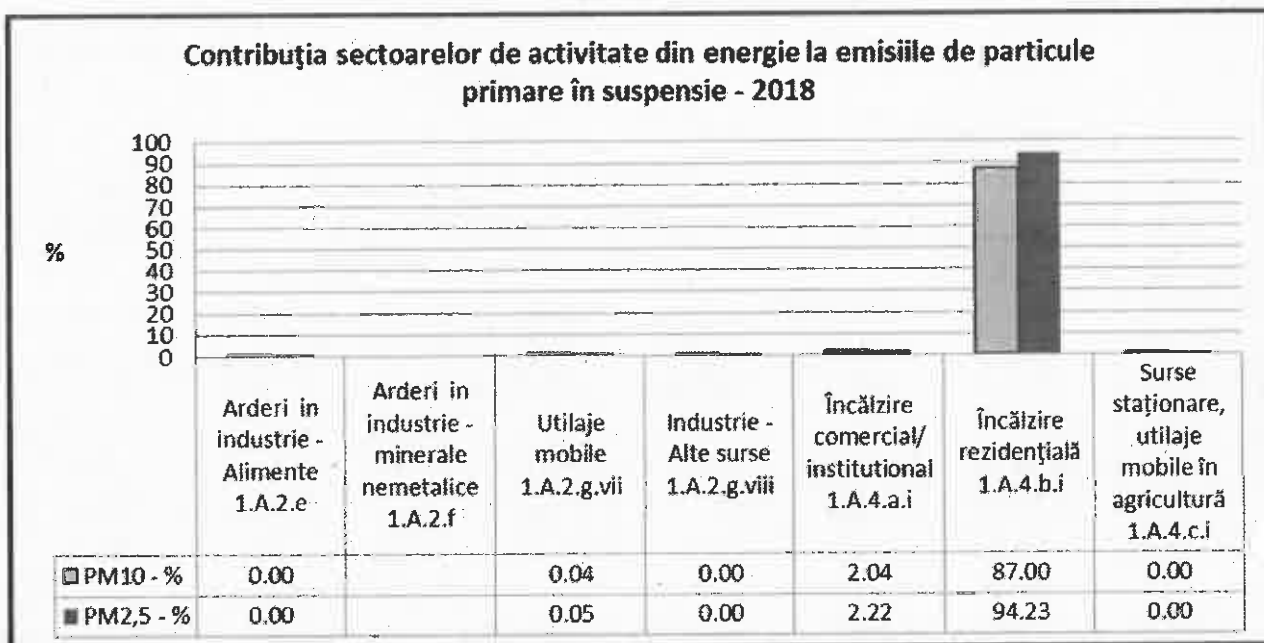 Contribuţia sectoarelor de activitate din energie la emisiile de particule
primare în suspensie - 2018
100
90
80
70
60
50
40
30
20
10
0
%
Arderi in
industrie -
Alimente
1.A.2.e
Arderi in
industrie -
minerale
nemetalice
1.A.2.f
Utilaje
mobile
1.A.2.g.vii
Industrie -
Alte surse
1.A.2.g.viii
Încălzire
comercial/
institutional
1.A.4.a.i
Încălzire
rezidenţială
1.A.4.b.i
Surse
staţionare,
utilaje
mobile în
agricultură
1.A.4.c.i
PM10 - % 0.00 0.04 0.00 2.04 87.00 0.00
PM2,5 - % 0.00 0.05 0.00 2.22 94.23 0.00